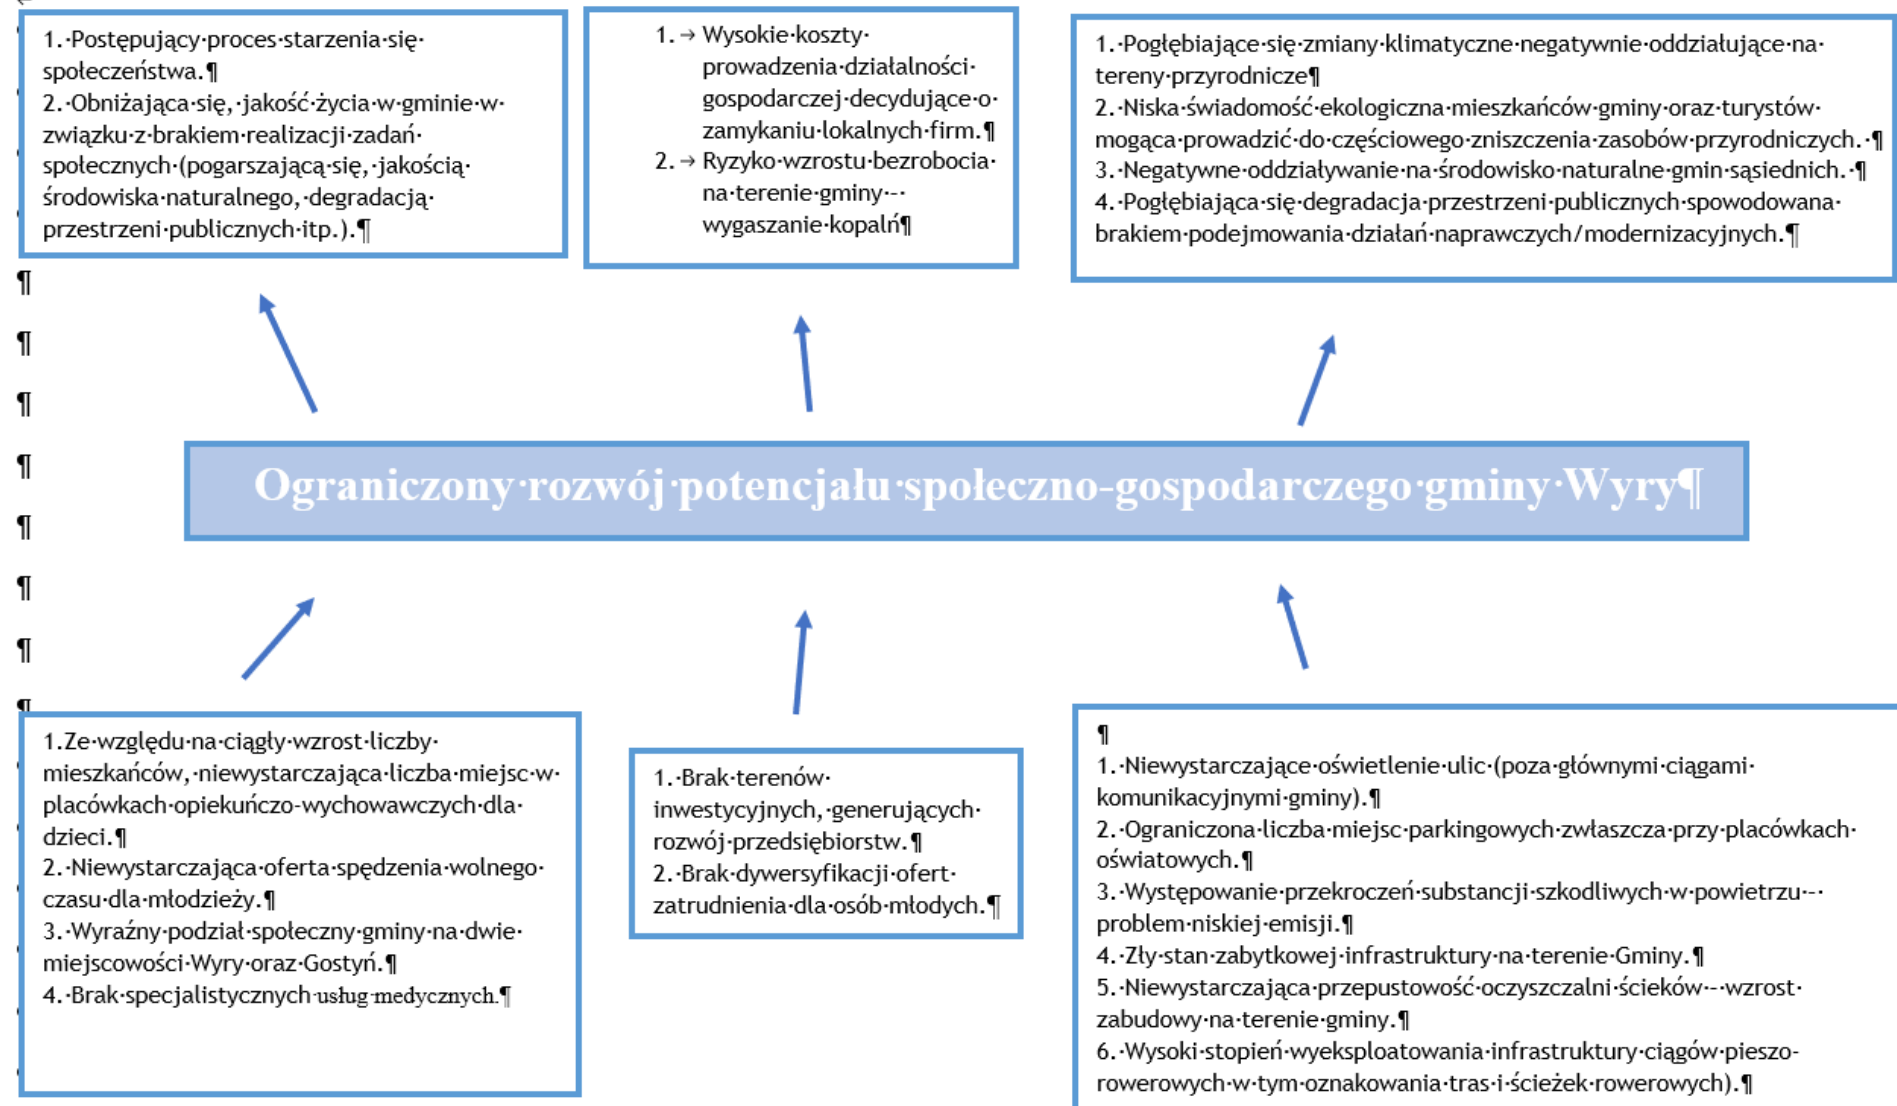 1. Postępujący proces starzenia się
społeczeństwa.¶
2. Obniżająca się, jakość życia w gminie w
związku z brakiem realizacji zadań
społecznych (pogarszającą się, jakością
środowiska naturalnego, degradacją
przestrzeni publicznych itp.).¶
1. → Wysokie koszty
prowadzenia działalności
gospodarczej decydujące o
zamykaniu lokalnych firm.¶
2. → Ryzyko wzrostu bezrobocia
na terenie gminy –
wygaszanie kopalń¶
1. Pogłębiające się zmiany klimatyczne negatywnie oddziałujące na
tereny przyrodnicze¶
2. Niska świadomość ekologiczna mieszkańców gminy oraz turystów
mogąca prowadzić do częściowego zniszczenia zasobów przyrodniczych. ¶
3. Negatywne oddziaływanie na środowisko naturalne gmin sąsiednich. ¶
4. Pogłębiająca się degradacja przestrzeni publicznych spowodowana
brakiem podejmowania działań naprawczych/modernizacyjnych.¶
¶
¶
¶
¶
¶
¶
¶
¶
Ograniczony rozwój potencjału społeczno-gospodarczego gminy Wyry¶
1.Ze względu na ciągły wzrost liczby
mieszkańców, niewystarczająca liczba miejsc w
placówkach opiekuńczo-wychowawczych dla
dzieci.¶
2. Niewystarczająca oferta spędzenia wolnego
czasu dla młodzieży.¶
3. Wyraźny podział społeczny gminy na dwie
miejscowości Wyry oraz Gostyń.¶
4. Brak specjalistycznych usług medycznych.¶
1. Brak terenów
inwestycyjnych, generujących
rozwój przedsiębiorstw.¶
2. Brak dywersyfikacji ofert
zatrudnienia dla osób młodych.¶
¶
1. Niewystarczające oświetlenie ulic (poza głównymi ciągami
komunikacyjnymi gminy).¶
2. Ograniczona liczba miejsc parkingowych zwłaszcza przy placówkach
oświatowych.¶
3. Występowanie przekroczeń substancji szkodliwych w powietrzu –
problem niskiej emisji.¶
4. Zły stan zabytkowej infrastruktury na terenie Gminy.¶
5. Niewystarczająca przepustowość oczyszczalni ścieków – wzrost
zabudowy na terenie gminy.¶
6. Wysoki stopień wyeksploatowania infrastruktury ciągów pieszo-
rowerowych w tym oznakowania tras i ścieżek rowerowych).¶